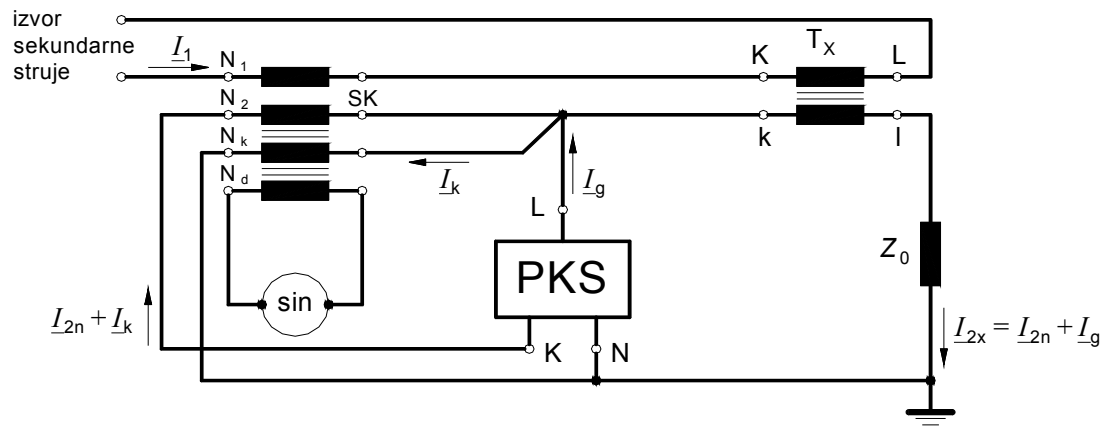 izvor
sekundarne
struje
I1
N1
K
TX
L
N2
SK
k
l
Nk
Ik
Ig
Nd
L
Z0
PKS
sin
I2n + Ik
K
N
I2x = I2n + Ig